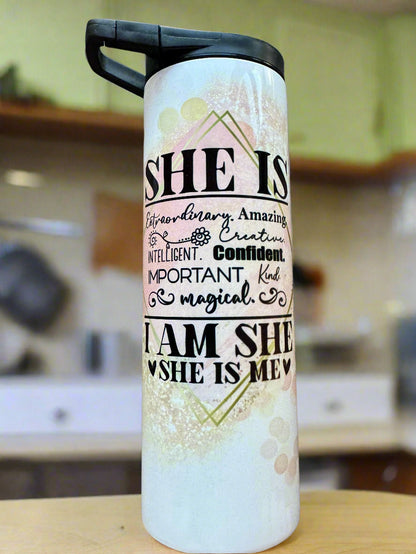 SHE IS
Extraordinary. Amazing.
Creative.
INTELLIGENT. Confident.
IMPORTANT Kind.
magical.
I AM SHE
SHE IS ME